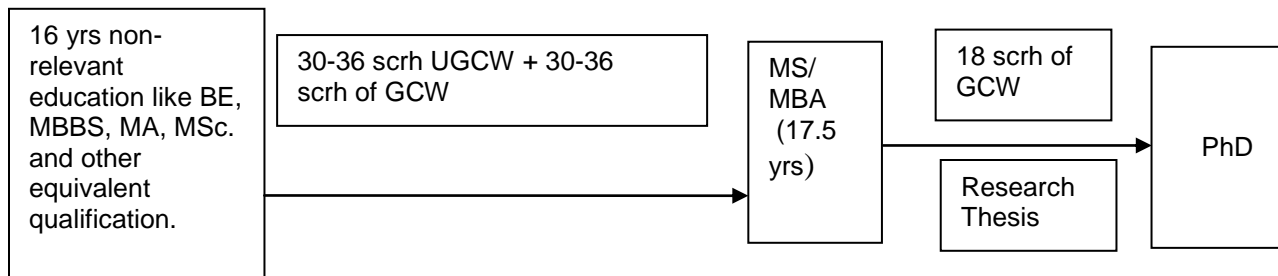 16 yrs non-
relevant
education like BE,
MBBS, MA, MSc.
and other
equivalent
qualification.
30-36 scrh UGCW + 30-36
scrh of GCW
MS/
MBA
(17.5
yrs)
18 scrh of
GCW
Research
Thesis
PhD